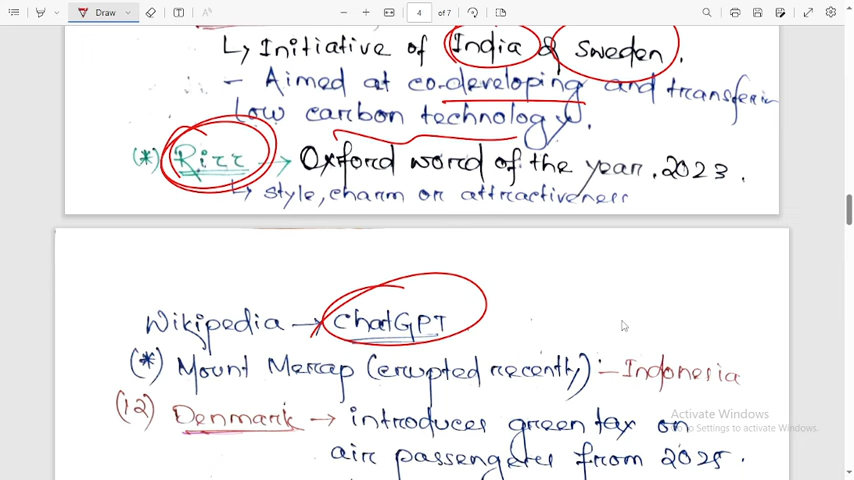 Draw
4 of 7
↳ Initiative of India & Sweden.
- Aimed at co-developing and transferin
Low carbon technology.
(*) Rizz → Oxford word of the year, 2023.
↳ style, charm or attractiveness
Wikipedia → ChatGPT
(*) Mount Merap (erupted recently) :- Indonesia
(12) Denmark → introduces green tax on
air passengers from 2025.
Activate Windows
Go to Settings to activate Windows.